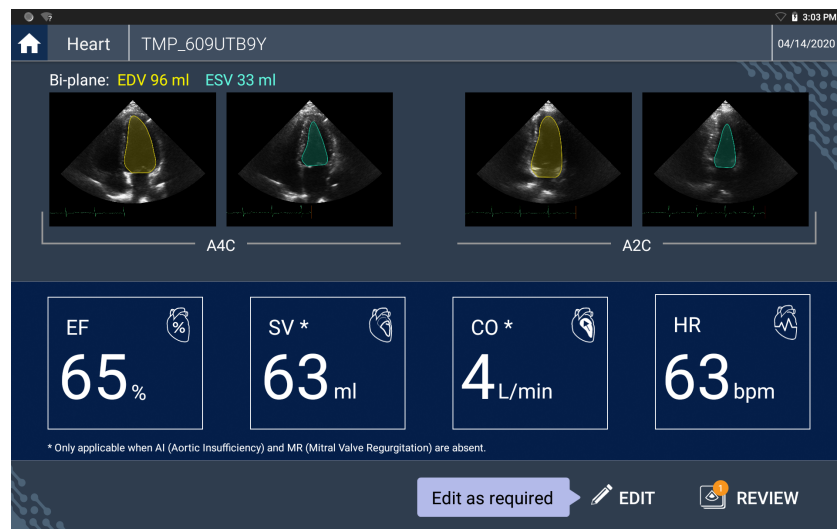 3:03 PM
Heart TMP_609UTB9Y 04/14/2020
Bi-plane: EDV 96 ml ESV 33 ml
A4C A2C
EF % SV * CO * HR
65 % 63 ml 4 L/min 63 bpm
* Only applicable when AI (Aortic Insufficiency) and MR (Mitral Valve Regurgitation) are absent.
Edit as required EDIT 1 REVIEW